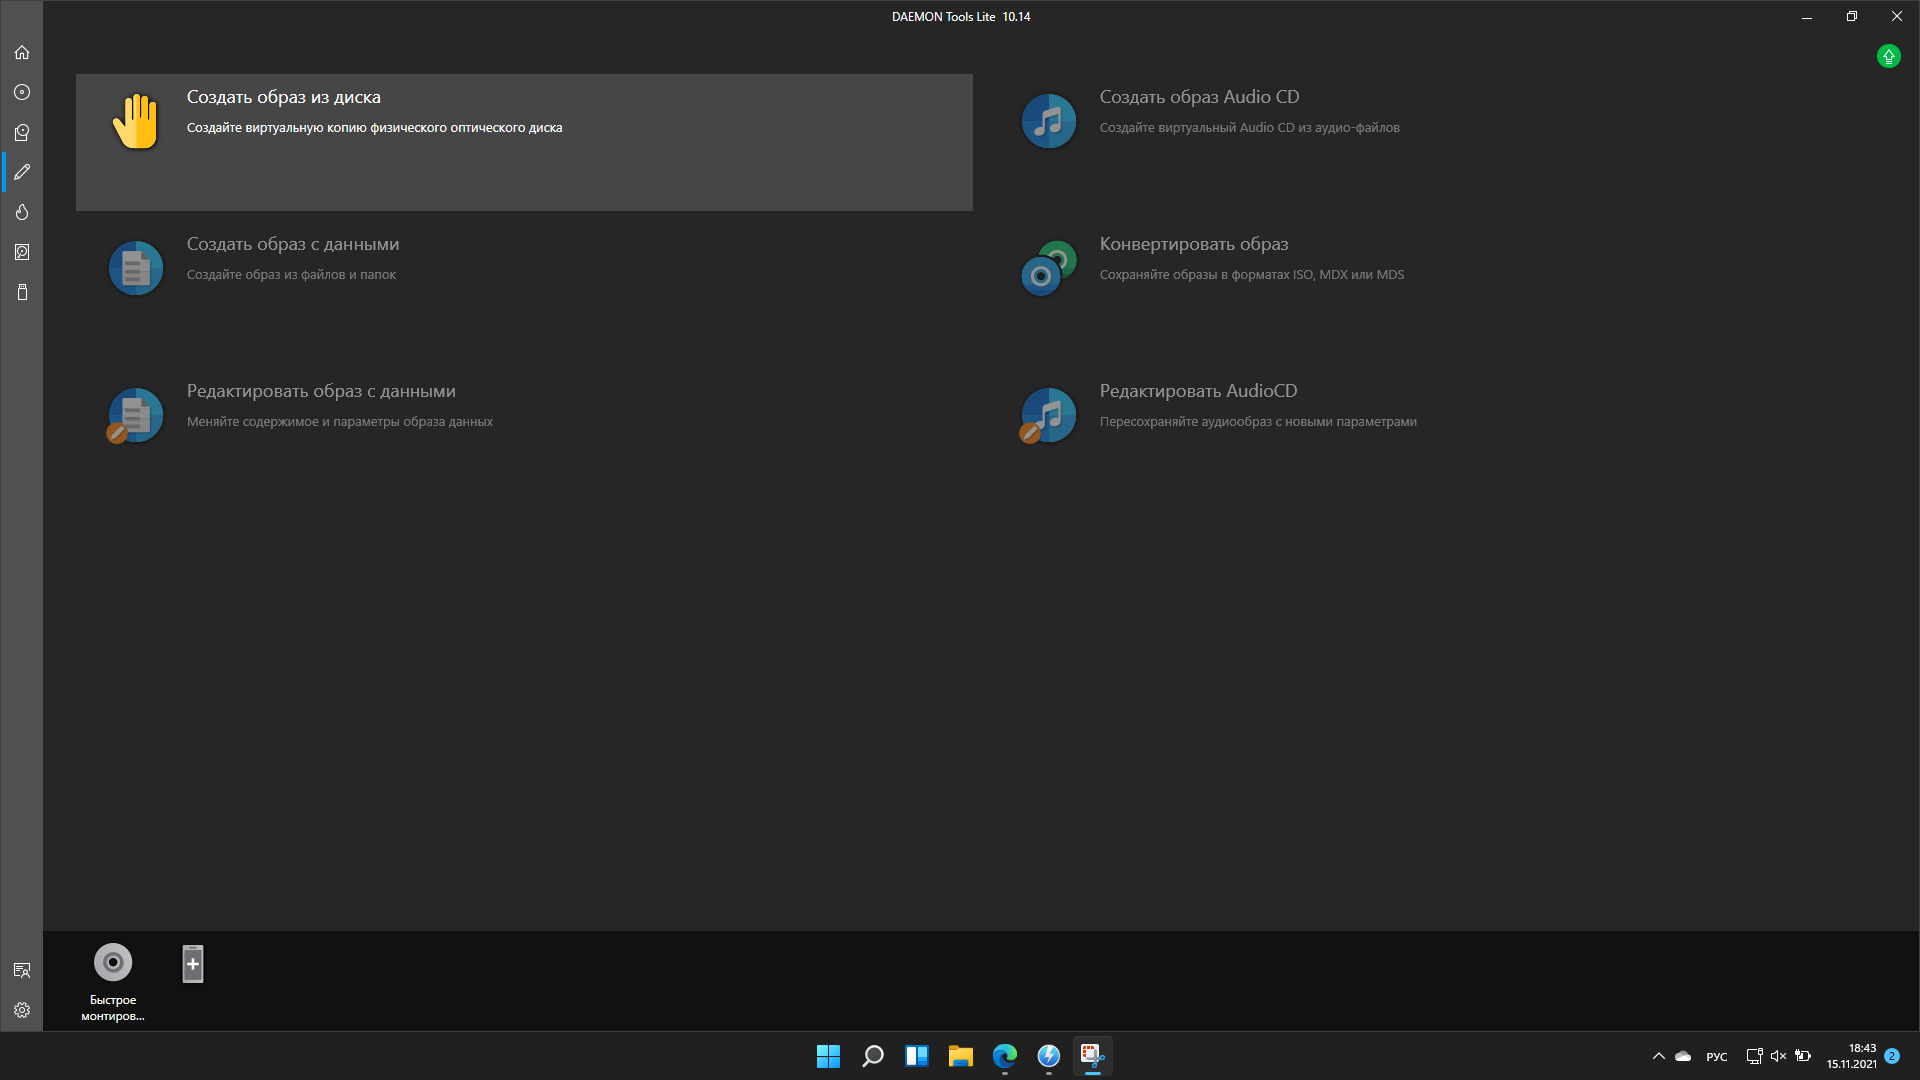 DAEMON Tools Lite 10.14
Создать образ из диска
Создайте виртуальную копию физического оптического диска
Создать образ Audio CD
Создайте виртуальный Audio CD из аудио-файлов
Создать образ с данными
Создайте образ из файлов и папок
Конвертировать образ
Сохраняйте образы в форматах ISO, MDX или MDS
Редактировать образ с данными
Меняйте содержимое и параметры образа данных
Редактировать AudioCD
Пересохраняйте аудиообраз с новыми параметрами
Быстрое
монтиров...
РУС
18:43
15.11.2021
2